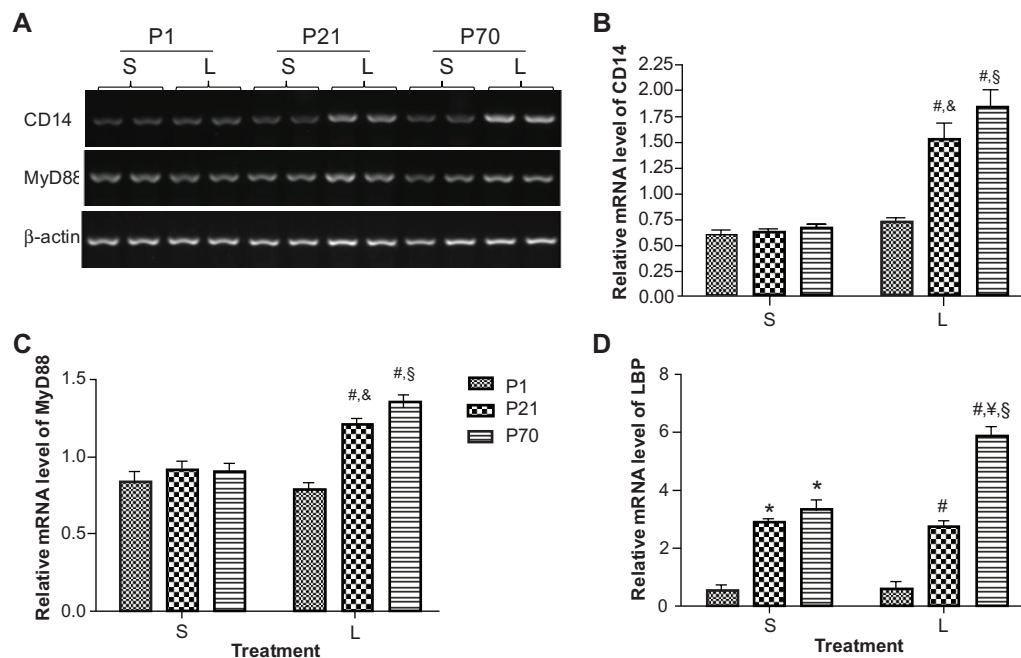 A
P1 P21 P70
S L S L S L
CD14
MyD88
β-actin
B
Relative mRNA level of CD14
2.25
2.00
1.75
1.50
1.25
1.00
0.75
0.50
0.25
0.00
#,&
#,§
S L
C
Relative mRNA level of MyD88
1.5
1.0
0.5
0.0
#,&
#,§
S L
Treatment
P1
P21
P70
D
Relative mRNA level of LBP
8
6
4
2
0
*
*
#
#,¥,§
S L
Treatment